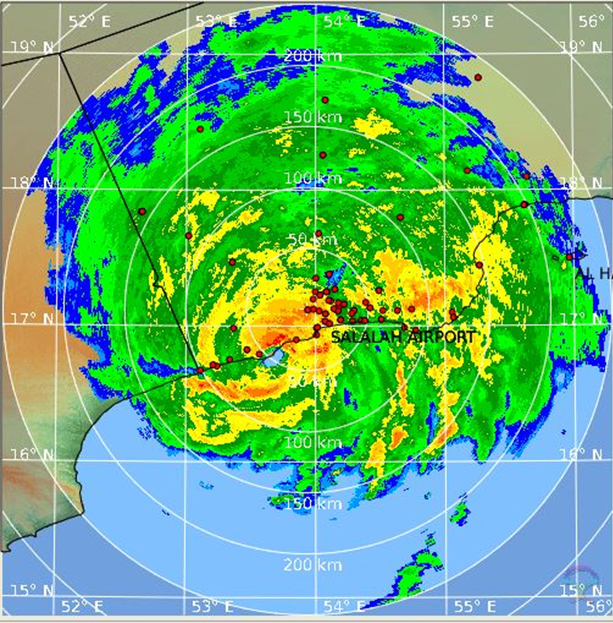 52° E 53° E 54° E 55° E 56°
19° N 200 km 19° N
150 km
18° N 100 km 18° N
50 km
AL HA
17° N 17° N
SALALAH AIRPORT
16° N 100 km 16° N
150 km
200 km
15° N 15° N
52° E 53° E 54° E 55° E 56°